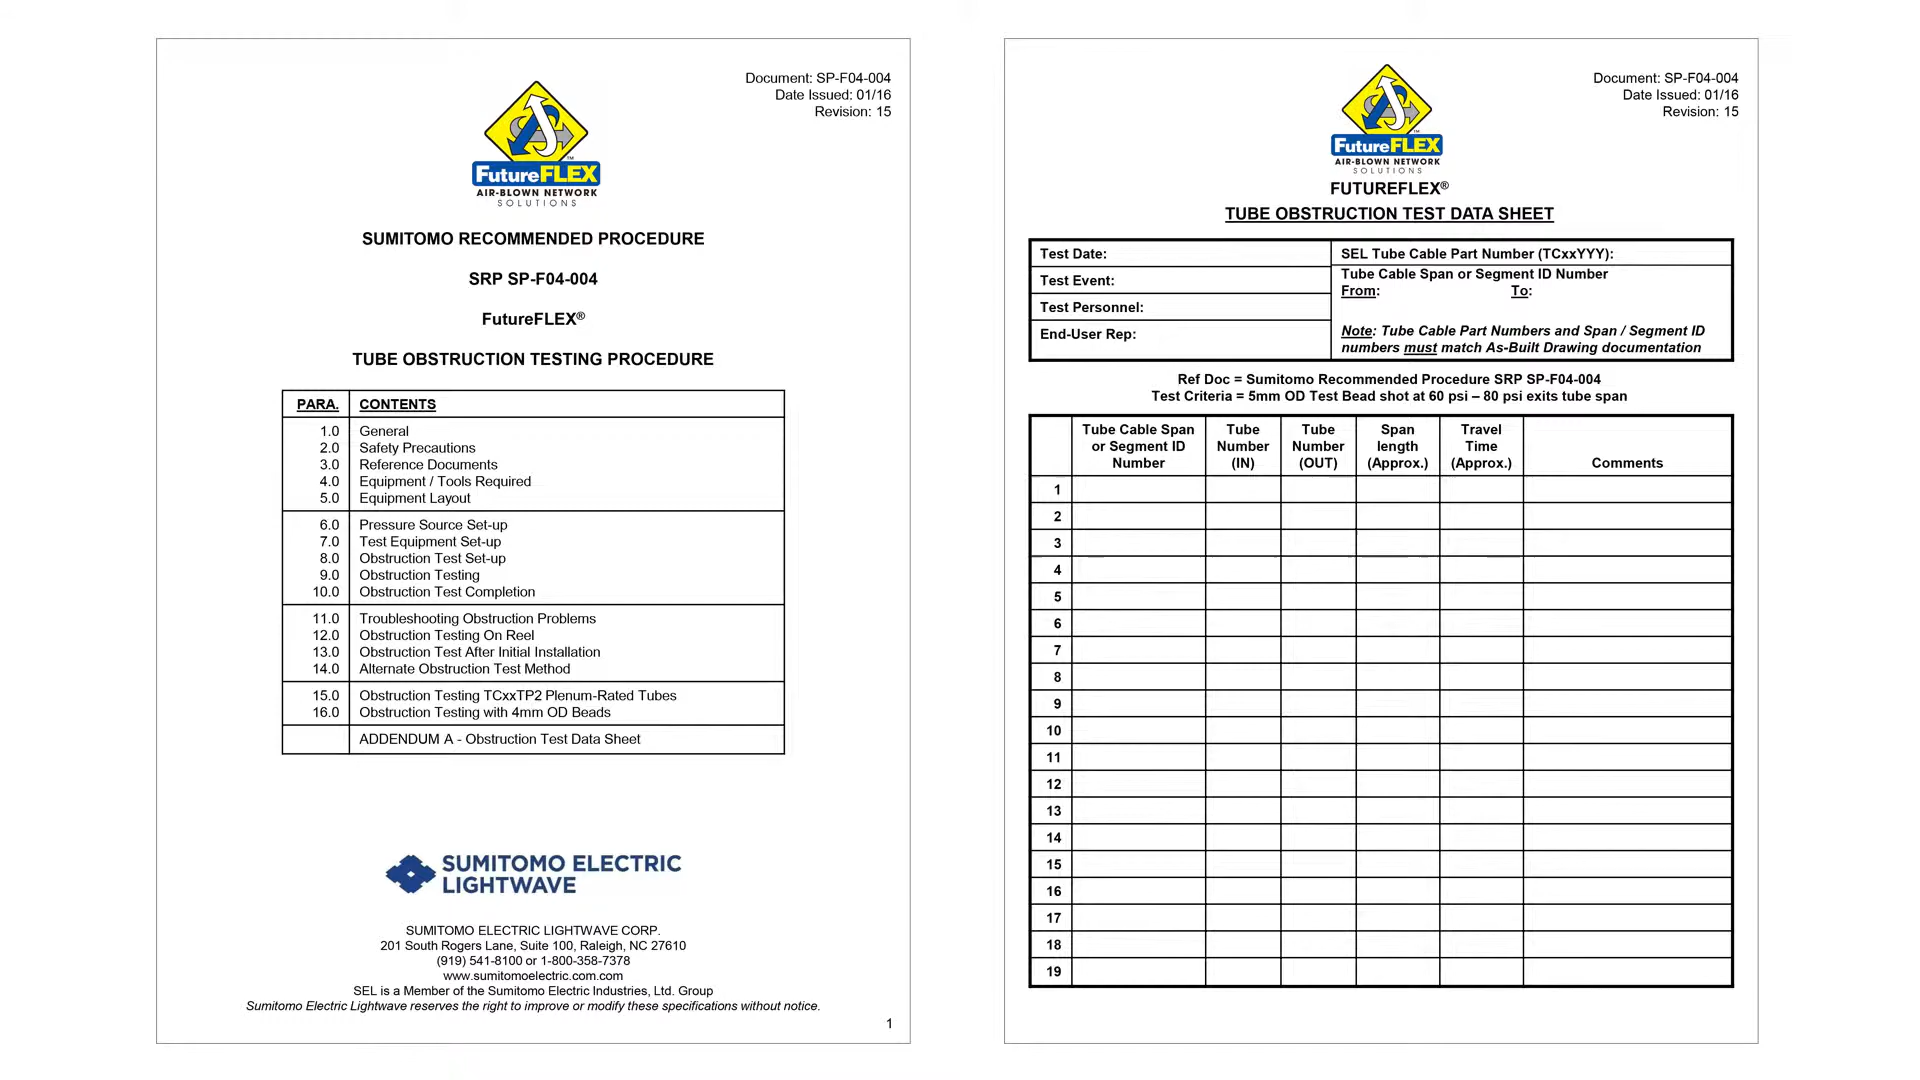 Document: SP-F04-004
Date Issued: 01/16
Revision: 15
TM
FutureFLEX
AIR-BLOWN NETWORK
SOLUTIONS
SUMITOMO RECOMMENDED PROCEDURE
SRP SP-F04-004
FutureFLEX®
TUBE OBSTRUCTION TESTING PROCEDURE
PARA. CONTENTS
1.0 General
2.0 Safety Precautions
3.0 Reference Documents
4.0 Equipment / Tools Required
5.0 Equipment Layout
6.0 Pressure Source Set-up
7.0 Test Equipment Set-up
8.0 Obstruction Test Set-up
9.0 Obstruction Testing
10.0 Obstruction Test Completion
11.0 Troubleshooting Obstruction Problems
12.0 Obstruction Testing On Reel
13.0 Obstruction Test After Initial Installation
14.0 Alternate Obstruction Test Method
15.0 Obstruction Testing TCxxTP2 Plenum-Rated Tubes
16.0 Obstruction Testing with 4mm OD Beads
ADDENDUM A - Obstruction Test Data Sheet
SUMITOMO ELECTRIC
LIGHTWAVE
SUMITOMO ELECTRIC LIGHTWAVE CORP.
201 South Rogers Lane, Suite 100, Raleigh, NC 27610
(919) 541-8100 or 1-800-358-7378
www.sumitomoelectric.com.com
SEL is a Member of the Sumitomo Electric Industries, Ltd. Group
Sumitomo Electric Lightwave reserves the right to improve or modify these specifications without notice.
1
Document: SP-F04-004
Date Issued: 01/16
Revision: 15
TM
FutureFLEX
AIR-BLOWN NETWORK
SOLUTIONS
FUTUREFLEX®
TUBE OBSTRUCTION TEST DATA SHEET
Test Date:
Test Event:
Test Personnel:
End-User Rep:
SEL Tube Cable Part Number (TCxxYYY):
Tube Cable Span or Segment ID Number
From: To:
Note: Tube Cable Part Numbers and Span / Segment ID
numbers must match As-Built Drawing documentation
Ref Doc = Sumitomo Recommended Procedure SRP SP-F04-004
Test Criteria = 5mm OD Test Bead shot at 60 psi – 80 psi exits tube span
Tube Cable Span Tube Tube Span Travel
or Segment ID Number Number length Time
Number (IN) (OUT) (Approx.) (Approx.) Comments
1
2
3
4
5
6
7
8
9
10
11
12
13
14
15
16
17
18
19